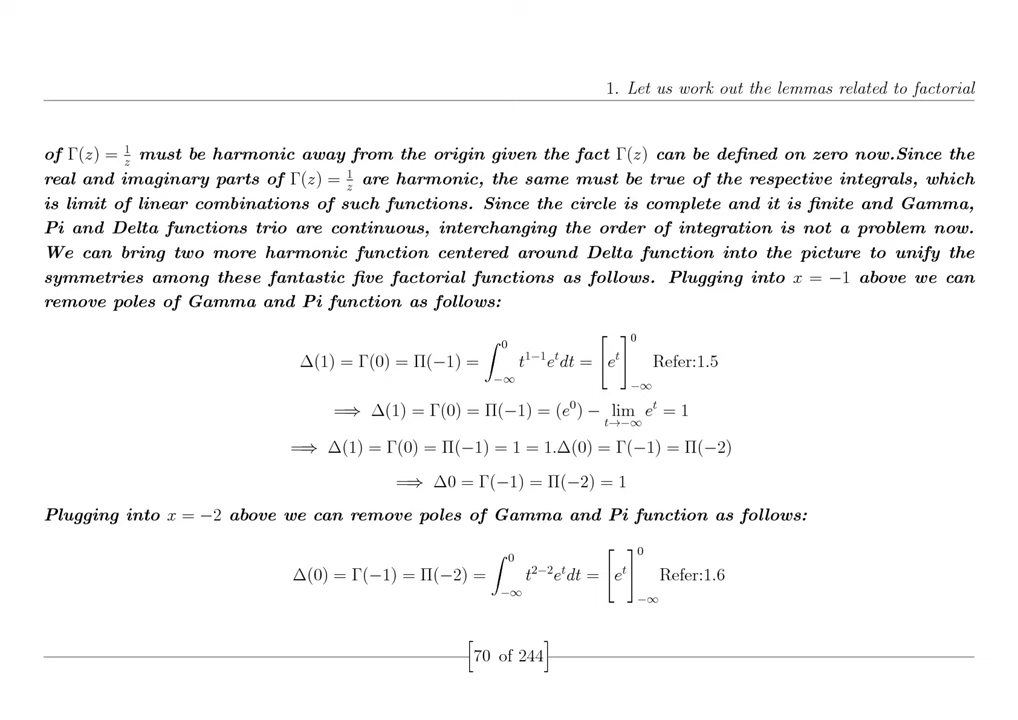 1. Let us work out the lemmas related to factorial
of Γ(z) = 1/z must be harmonic away from the origin given the fact Γ(z) can be defined on zero now.Since the
real and imaginary parts of Γ(z) = 1/z are harmonic, the same must be true of the respective integrals, which
is limit of linear combinations of such functions. Since the circle is complete and it is finite and Gamma,
Pi and Delta functions trio are continuous, interchanging the order of integration is not a problem now.
We can bring two more harmonic function centered around Delta function into the picture to unify the
symmetries among these fantastic five factorial functions as follows. Plugging into x = −1 above we can
remove poles of Gamma and Pi function as follows:
Δ(1) = Γ(0) = Π(−1) = ∫_{−∞}^{0} t^{1−1}e^{t}dt = [e^{t}]_{−∞}^{0} Refer:1.5
⟹ Δ(1) = Γ(0) = Π(−1) = (e^{0}) − lim_{t→−∞} e^{t} = 1
⟹ Δ(1) = Γ(0) = Π(−1) = 1 = 1.Δ(0) = Γ(−1) = Π(−2)
⟹ Δ0 = Γ(−1) = Π(−2) = 1
Plugging into x = −2 above we can remove poles of Gamma and Pi function as follows:
Δ(0) = Γ(−1) = Π(−2) = ∫_{−∞}^{0} t^{2−2}e^{t}dt = [e^{t}]_{−∞}^{0} Refer:1.6
[70 of 244]